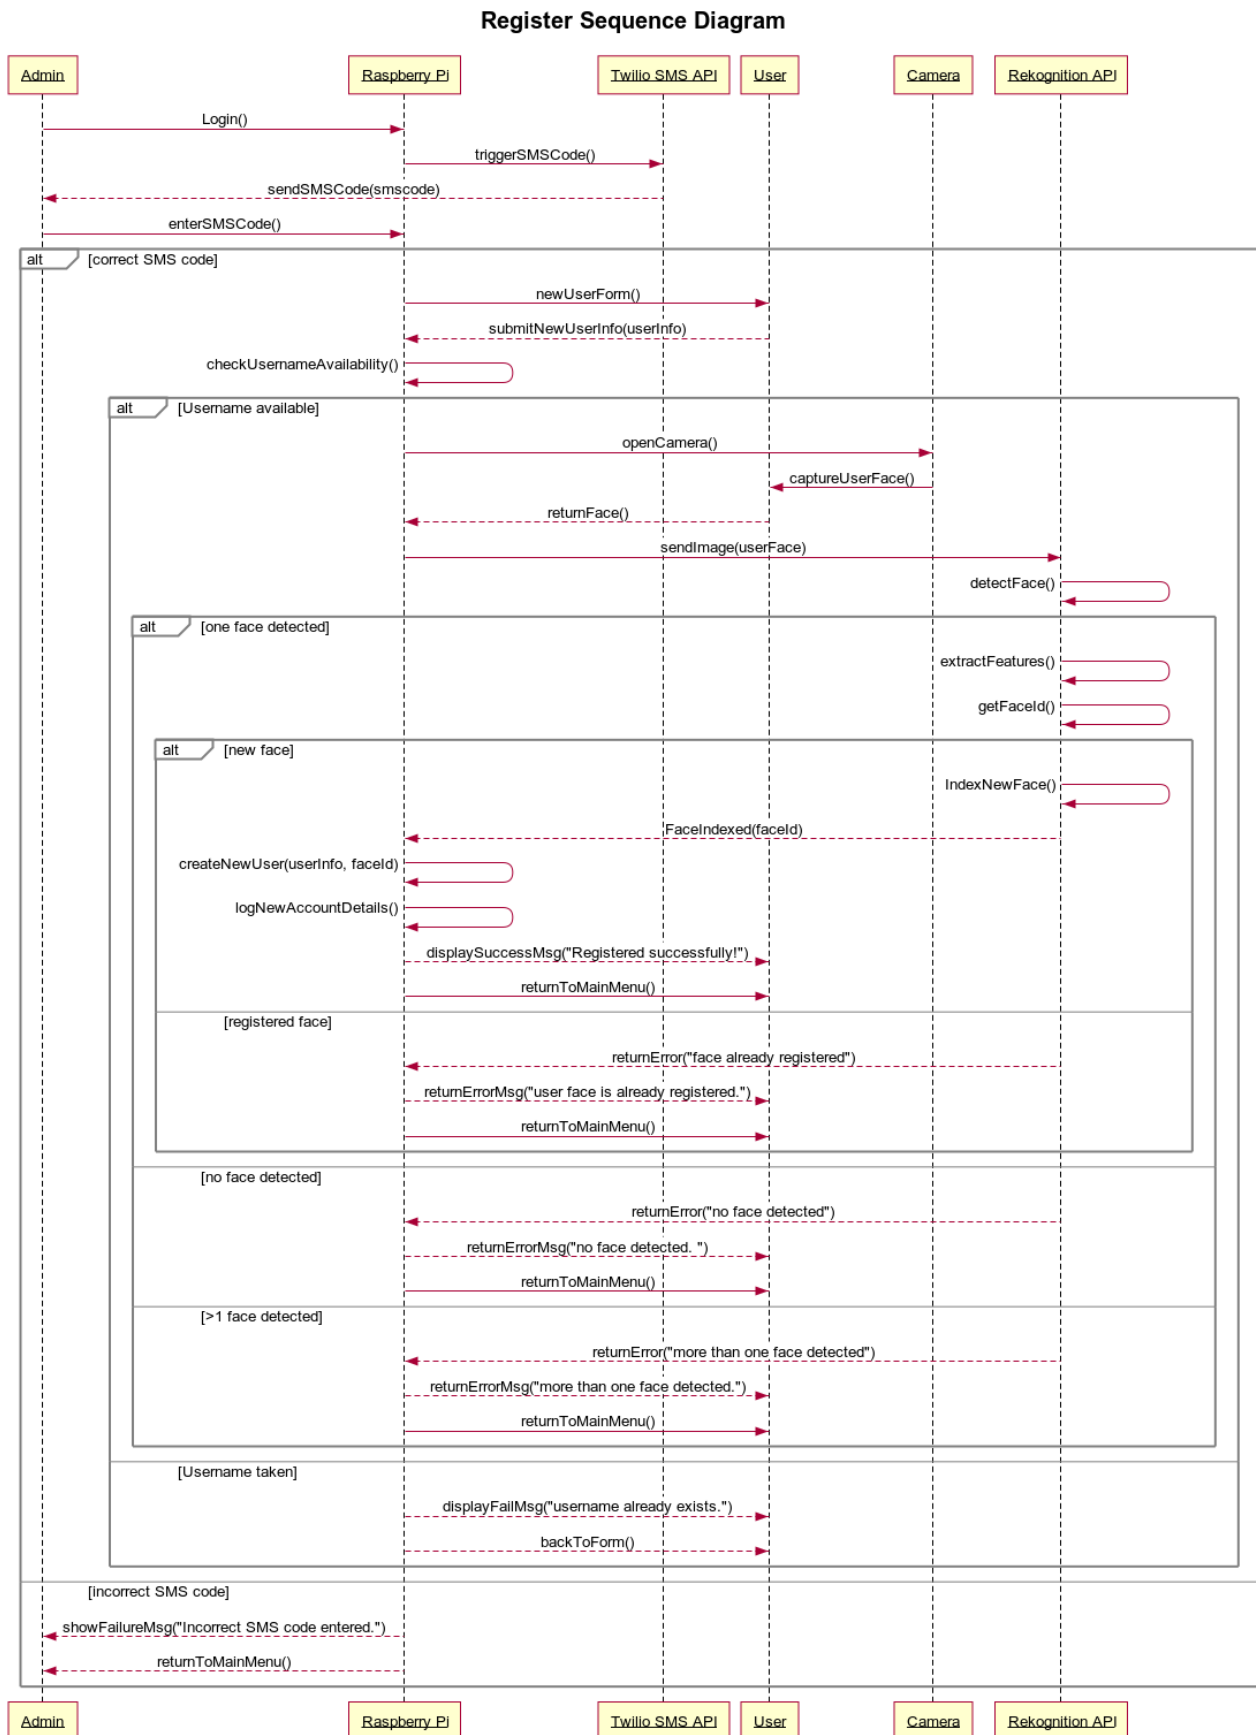 Register Sequence Diagram
Admin
Raspberry Pi
Twilio SMS API
User
Camera
Rekognition API
Login()
triggerSMSCode()
sendSMSCode(smscode)
enterSMSCode()
alt
[correct SMS code]
newUserForm()
submitNewUserInfo(userInfo)
checkUsernameAvailability()
alt
[Username available]
openCamera()
captureUserFace()
returnFace()
sendImage(userFace)
detectFace()
alt
[one face detected]
extractFeatures()
getFaceId()
alt
[new face]
IndexNewFace()
FaceIndexed(faceId)
createNewUser(userInfo, faceId)
logNewAccountDetails()
displaySuccessMsg("Registered successfully!")
returnToMainMenu()
[registered face]
returnError("face already registered")
returnErrorMsg("user face is already registered.")
returnToMainMenu()
[no face detected]
returnError("no face detected")
returnErrorMsg("no face detected. ")
returnToMainMenu()
[>1 face detected]
returnError("more than one face detected")
returnErrorMsg("more than one face detected.")
returnToMainMenu()
[Username taken]
displayFailMsg("username already exists.")
backToForm()
[incorrect SMS code]
showFailureMsg("Incorrect SMS code entered.")
returnToMainMenu()
Admin
Raspberry Pi
Twilio SMS API
User
Camera
Rekognition API